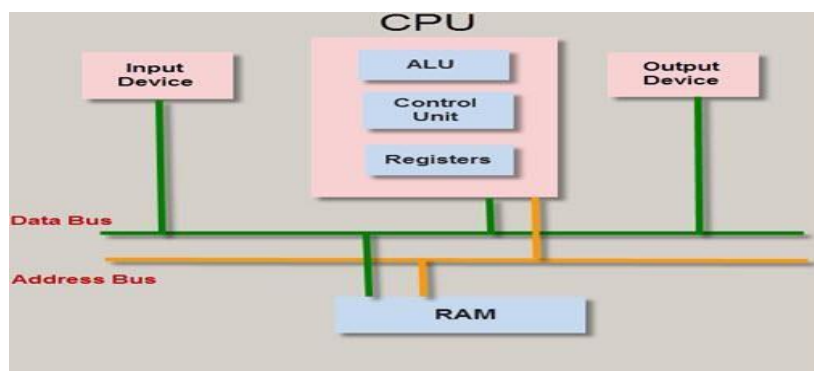 CPU
Input
Device
ALU
Control
Unit
Registers
Output
Device
Data Bus
Address Bus
RAM